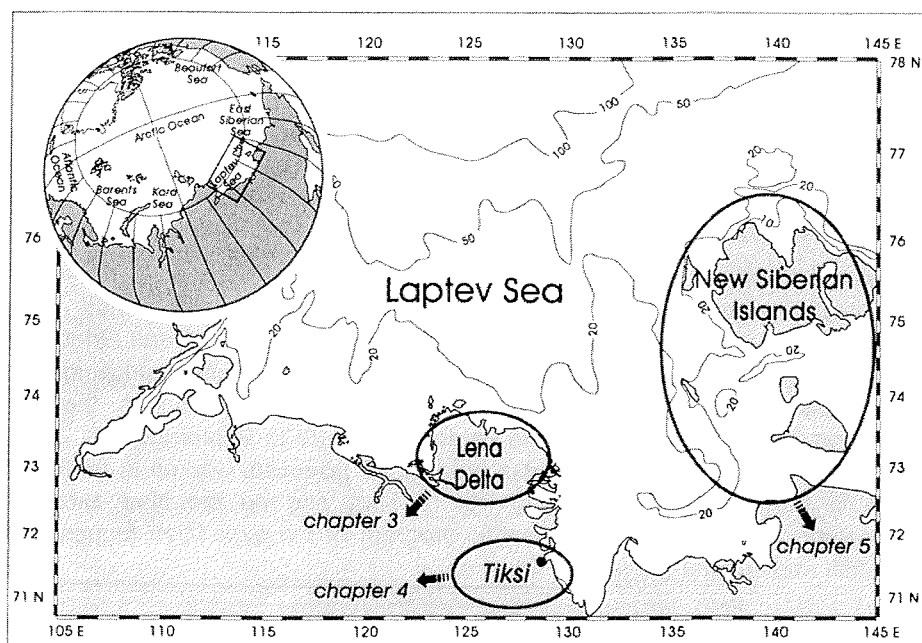 115
120
125
130
135
140
145 E
78 N
77
76
75
74
73
72
71 N
Beaufort
Sea
East
Siberian
Sea
Arctic Ocean
Atlantic
Ocean
Barents
Sea
Kara
Sea
Laptev
Sea
76
75
74
73
72
71 N
100
50
100
50
20
20
10
20
20
20
20
20
20
20
Laptev Sea
New Siberian
Islands
Lena
Delta
chapter 3
Tiksi
chapter 4
chapter 5
105 E
110
115
120
125
130
135
140
145 E